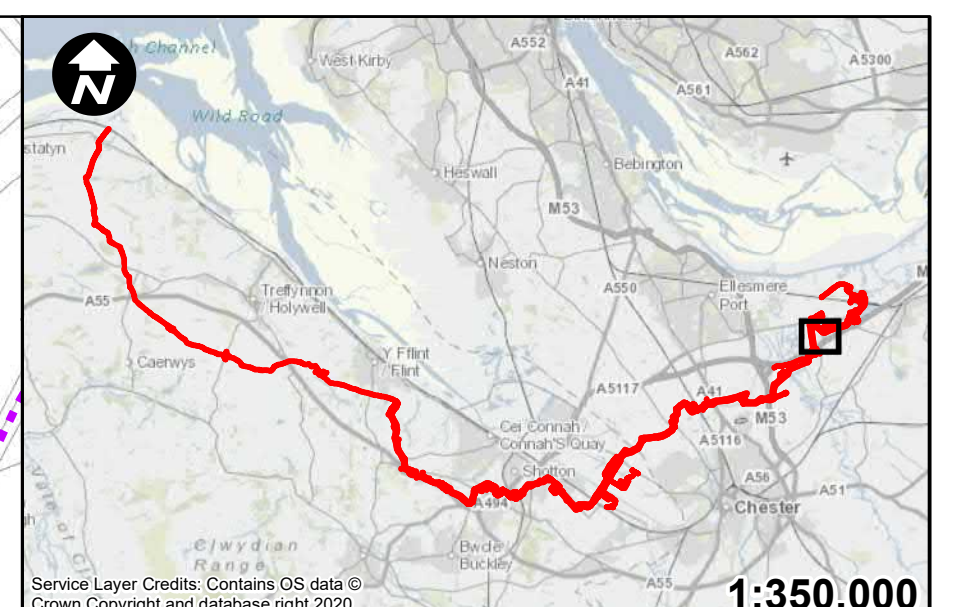 A552
A562
A5300
h Channel
West Kirby
A41
A561
N
Wild Road
statyn
Bebington
Heswall
M53
Neston
A550
Ellesmere
Port
M
Treffynnon
Holywell
A55
Y Fflint
Flint
Caerwys
A5117
A41
M53
Cei Connah/
Connah'S Quay
A5116
Shotton
A56
A51
A494
Chester
Clwydian
Range
Bwcle/
Buckley
A55
Service Layer Credits: Contains OS data ©
Crown Copyright and database right 2020
1:350,000